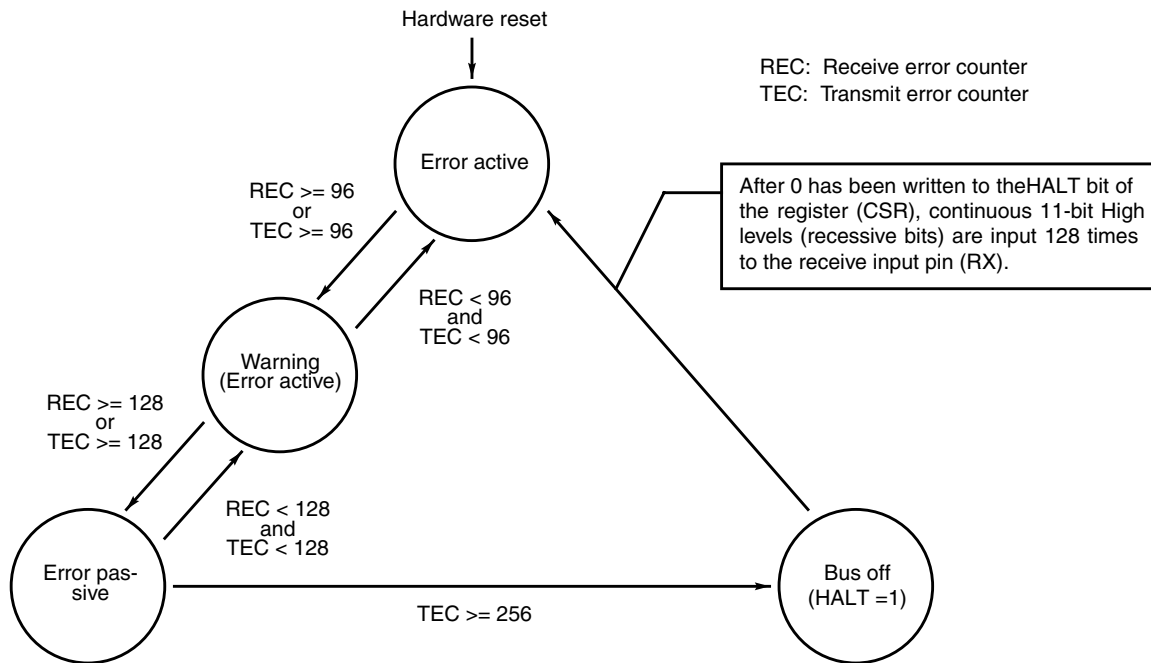 Hardware reset
REC: Receive error counter
TEC: Transmit error counter
Error active
After 0 has been written to theHALT bit of
the register (CSR), continuous 11-bit High
levels (recessive bits) are input 128 times
to the receive input pin (RX).
REC >= 96
or
TEC >= 96
REC < 96
and
TEC < 96
Warning
(Error active)
REC >= 128
or
TEC >= 128
REC < 128
and
TEC < 128
Error pas-
sive
TEC >= 256
Bus off
(HALT =1)